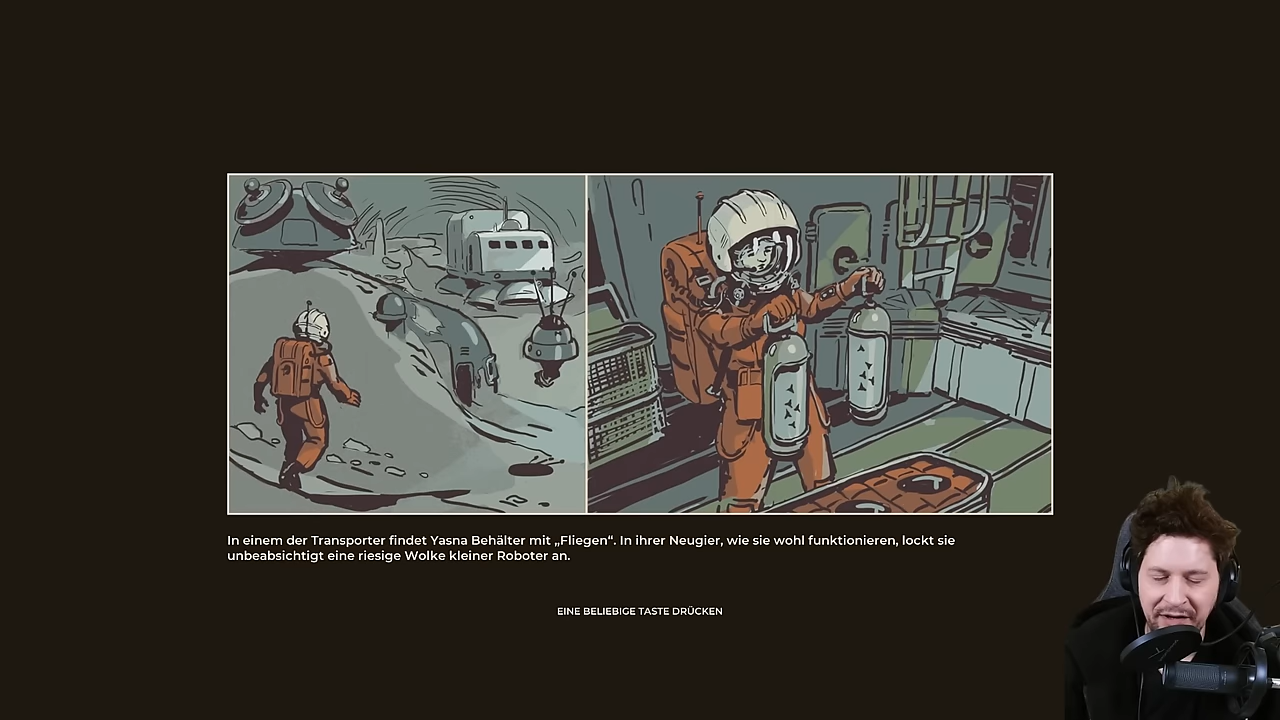 In einem der Transporter findet Yasna Behälter mit „Fliegen“. In ihrer Neugier, wie sie wohl funktionieren, lockt sie
unbeabsichtigt eine riesige Wolke kleiner Roboter an.
EINE BELIEBIGE TASTE DRÜCKEN